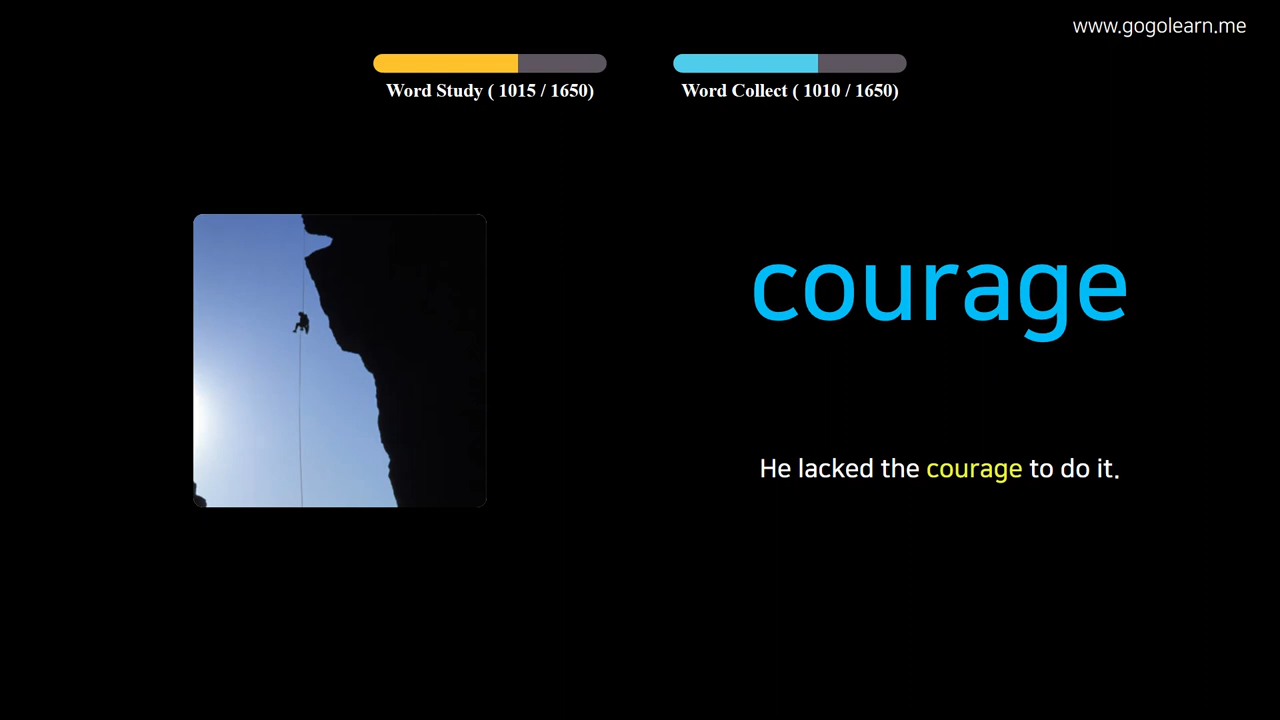 www.gogolearn.me
Word Study ( 1015 / 1650)
Word Collect ( 1010 / 1650)
courage
He lacked the courage to do it.